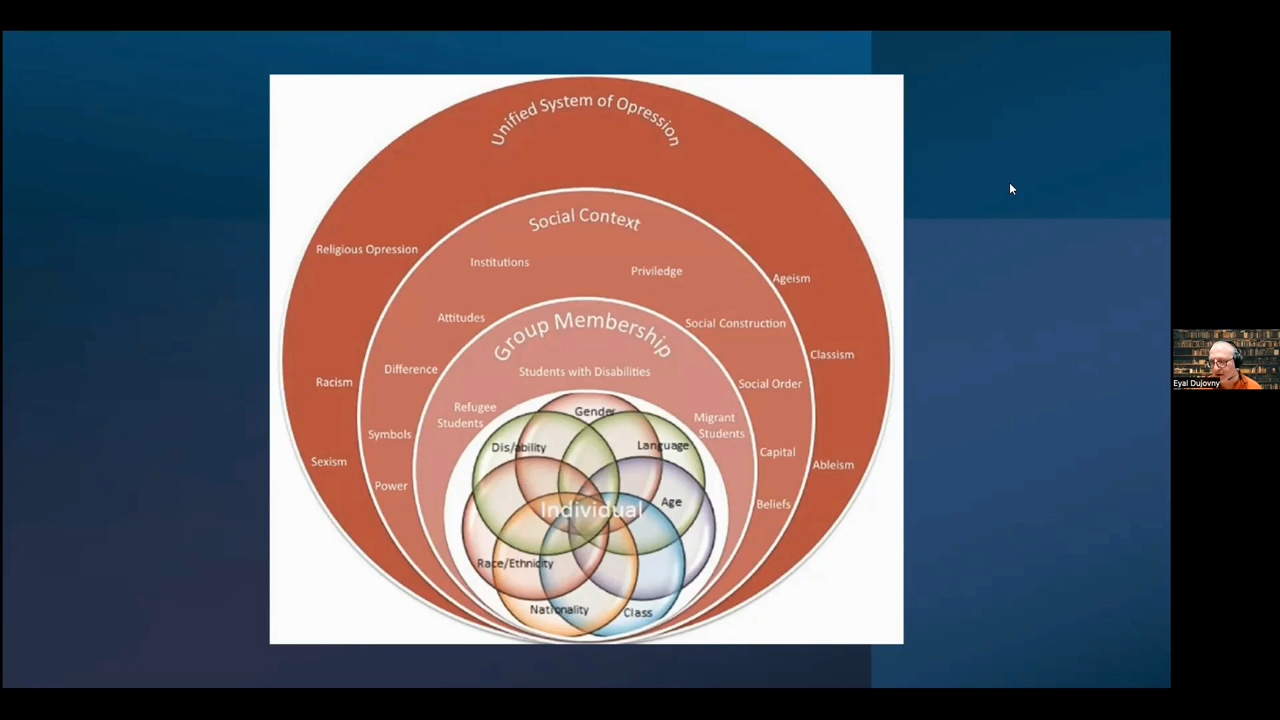 Unified System of Opression
Religious Opression
Racism
Sexism
Ageism
Classism
Ableism
Social Context
Institutions
Priviledge
Attitudes
Social Construction
Difference
Social Order
Symbols
Capital
Power
Beliefs
Group Membership
Students with Disabilities
Refugee
Students
Migrant
Students
Gender
Dis/ability
Language
Age
Individual
Race/Ethnicity
Nationality
Class
Eyal Dujovny